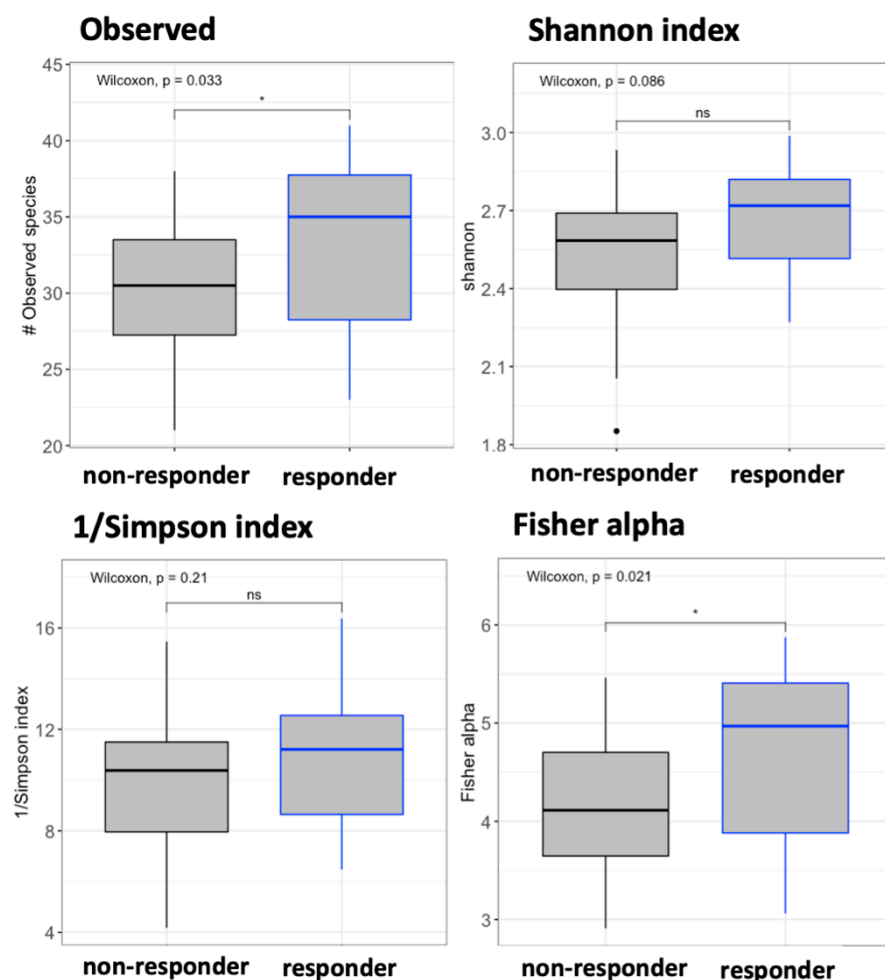 Observed
Wilcoxon, p = 0.033
*
45
40
35
30
25
20
# Observed species
non-responder
responder
Shannon index
Wilcoxon, p = 0.086
ns
3.0
2.7
2.4
2.1
1.8
shannon
non-responder
responder
1/Simpson index
Wilcoxon, p = 0.21
ns
16
12
8
4
1/Simpson index
non-responder
responder
Fisher alpha
Wilcoxon, p = 0.021
*
6
5
4
3
Fisher alpha
non-responder
responder